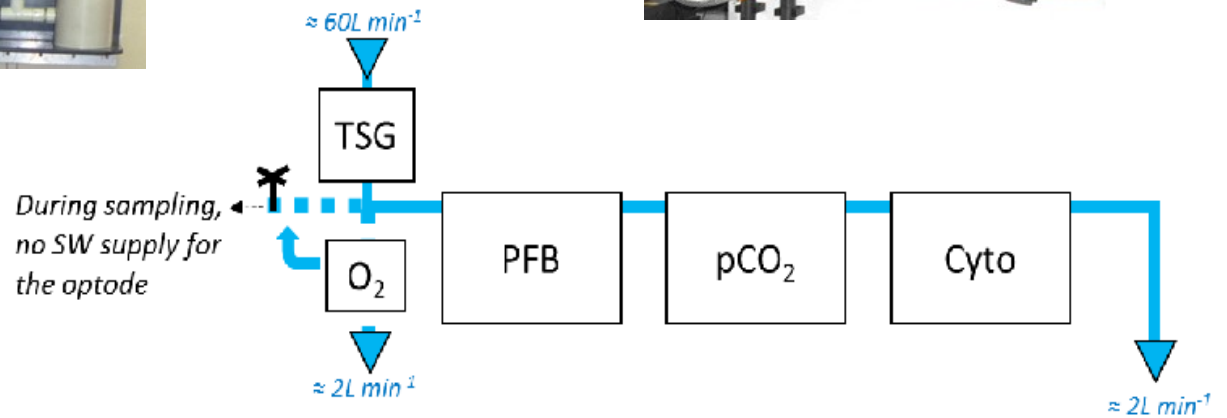 ≈ 60L min⁻¹
TSG
During sampling,
no SW supply for
the optode
O₂
PFB
pCO₂
Cyto
≈ 2L min⁻¹
≈ 2L min⁻¹